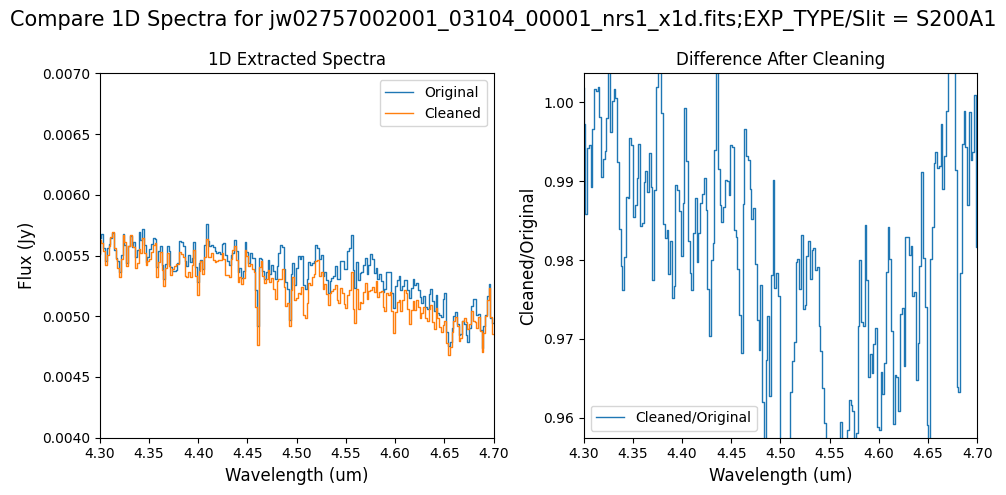 Compare 1D Spectra for jw02757002001_03104_00001_nrs1_x1d.fits;EXP_TYPE/Slit = S200A1
1D Extracted Spectra
0.0070
0.0065
0.0060
0.0055
0.0050
0.0045
0.0040
Flux (Jy)
Original
Cleaned
4.30 4.35 4.40 4.45 4.50 4.55 4.60 4.65 4.70
Wavelength (um)
Difference After Cleaning
1.00
0.99
0.98
0.97
0.96
Cleaned/Original
Cleaned/Original
4.30 4.35 4.40 4.45 4.50 4.55 4.60 4.65 4.70
Wavelength (um)